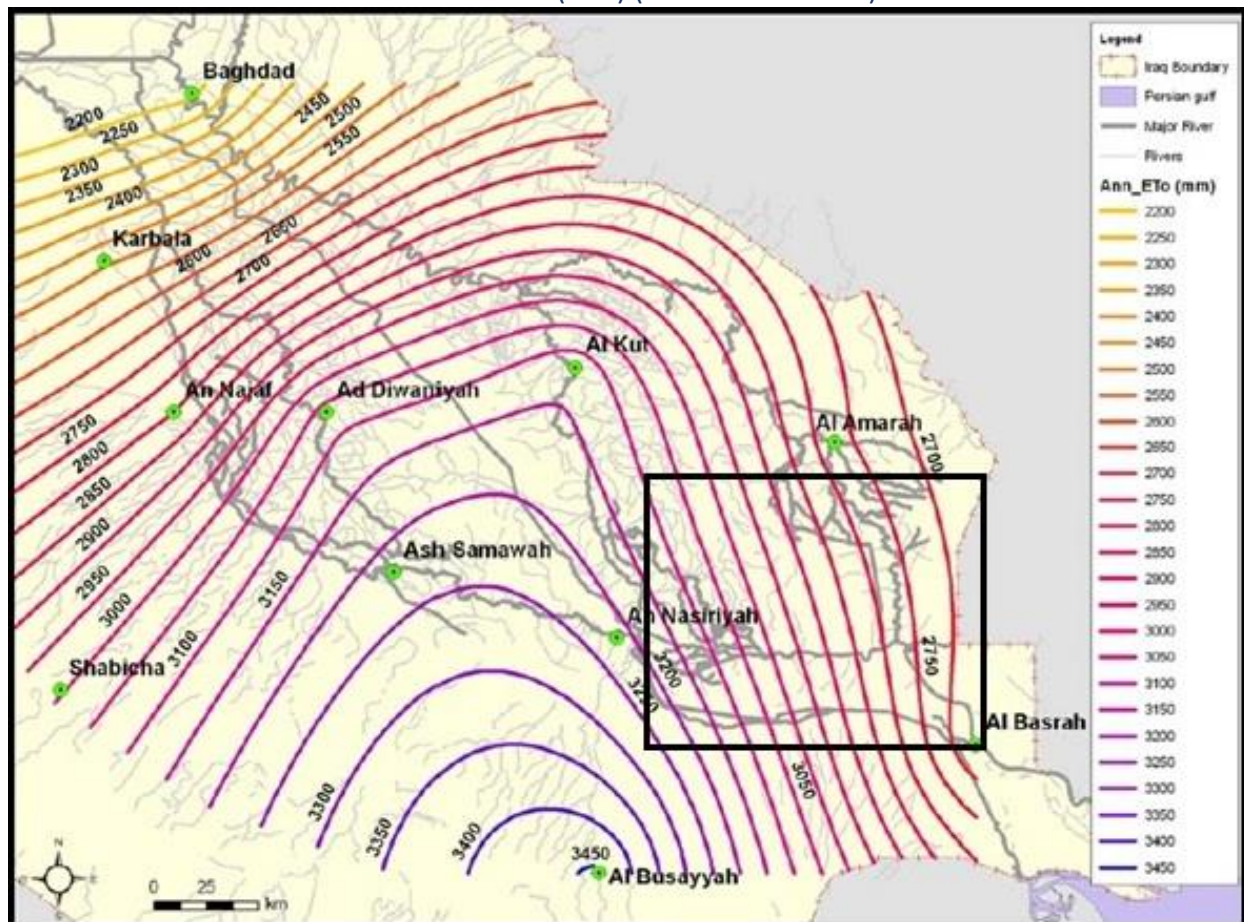 Baghdad
2200
2250
2300
2350
2400
2450
2500
2550
Karbala
2600
2650
2700
An Najaf
Ad Diwaniyah
Al Kut
Al Amarah
2700
2750
2800
2850
2900
2950
3000
3100
3150
Ash Samawah
An Nasiriyah
3200
2750
Shabicha
Al Basrah
3050
3300
3350
3400
3450
Al Busayyah
N
0 25
km
Legend
Iraq Boundary
Persian gulf
Major River
Rivers
Ann_ETo (mm)
2200
2250
2300
2350
2400
2450
2500
2550
2600
2650
2700
2750
2800
2850
2900
2950
3000
3050
3100
3150
3200
3250
3300
3350
3400
3450